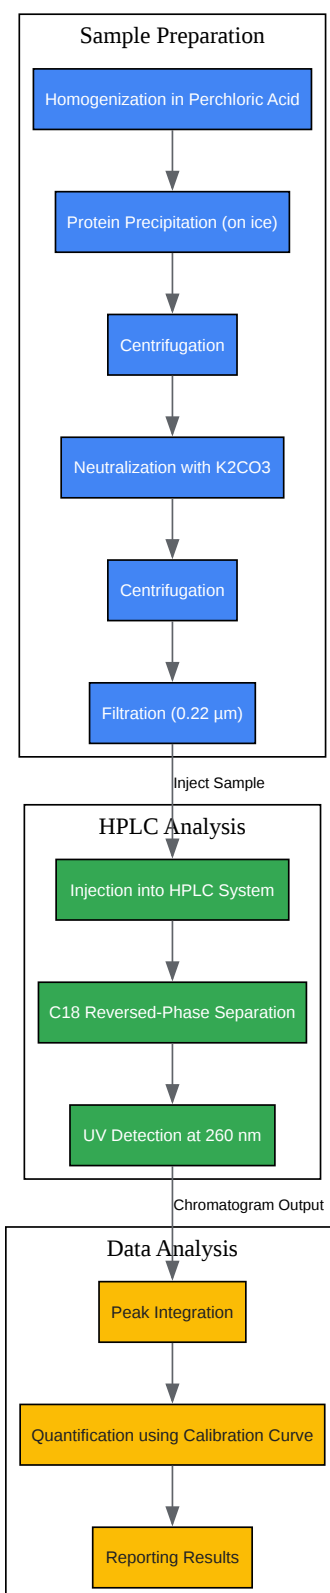 Sample Preparation
Homogenization in Perchloric Acid
Protein Precipitation (on ice)
Centrifugation
Neutralization with K2CO3
Centrifugation
Filtration (0.22 µm)
Inject Sample
HPLC Analysis
Injection into HPLC System
C18 Reversed-Phase Separation
UV Detection at 260 nm
Chromatogram Output
Data Analysis
Peak Integration
Quantification using Calibration Curve
Reporting Results